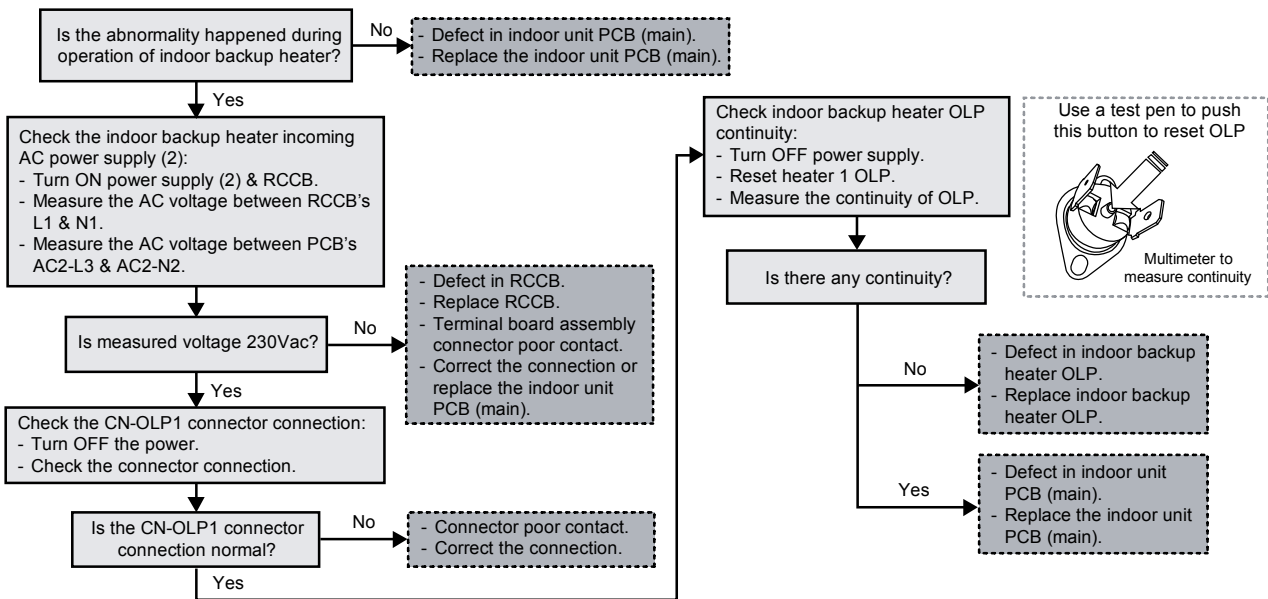 Is the abnormality happened during
operation of indoor backup heater?
No
- Defect in indoor unit PCB (main).
- Replace the indoor unit PCB (main).
Yes
Check the indoor backup heater incoming
AC power supply (2):
- Turn ON power supply (2) & RCCB.
- Measure the AC voltage between RCCB's
L1 & N1.
- Measure the AC voltage between PCB's
AC2-L3 & AC2-N2.
Is measured voltage 230Vac?
No
- Defect in RCCB.
- Replace RCCB.
- Terminal board assembly
connector poor contact.
- Correct the connection or
replace the indoor unit
PCB (main).
Yes
Check the CN-OLP1 connector connection:
- Turn OFF the power.
- Check the connector connection.
Is the CN-OLP1 connector
connection normal?
No
- Connector poor contact.
- Correct the connection.
Yes
Check indoor backup heater OLP
continuity:
- Turn OFF power supply.
- Reset heater 1 OLP.
- Measure the continuity of OLP.
Is there any continuity?
No
- Defect in indoor backup
heater OLP.
- Replace indoor backup
heater OLP.
Yes
- Defect in indoor unit
PCB (main).
- Replace the indoor unit
PCB (main).
Use a test pen to push
this button to reset OLP
Multimeter to
measure continuity